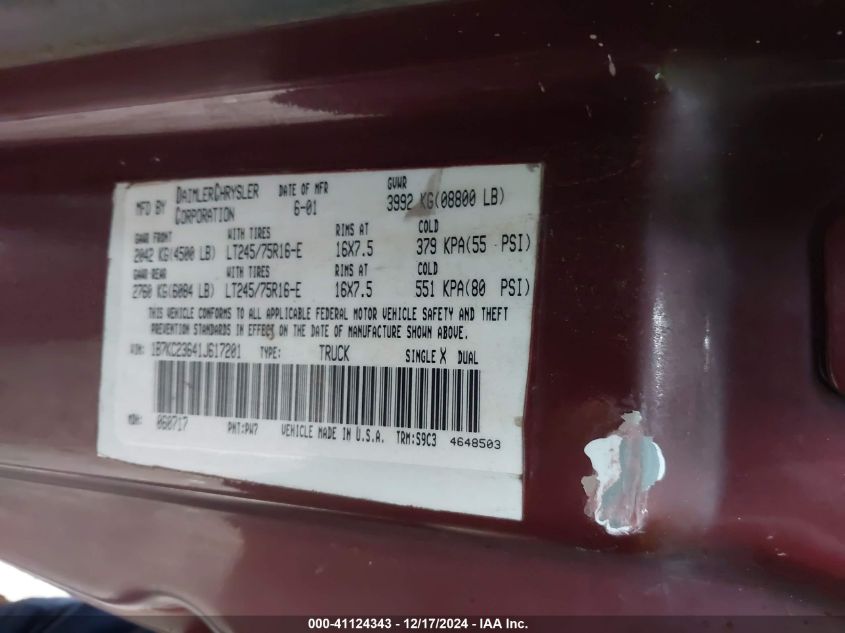 MFD BY DAIMLERCHRYSLER CORPORATION DATE OF MFR 6-01 GVWR 3992 KG(08800 LB)
GAWR FRONT WITH TIRES RIMS AT COLD
2042 KG(4500 LB) LT245/75R16-E 16X7.5 379 KPA(55 PSI)
GAWR REAR WITH TIRES RIMS AT COLD
2760 KG(6084 LB) LT245/75R16-E 16X7.5 551 KPA(80 PSI)
THIS VEHICLE CONFORMS TO ALL APPLICABLE FEDERAL MOTOR VEHICLE SAFETY AND THEFT
PREVENTION STANDARDS IN EFFECT ON THE DATE OF MANUFACTURE SHOWN ABOVE.
VIN: 1B7KC23641J617201 TYPE: TRUCK SINGLE X DUAL
MDH: 060717 PNT:PW7 VEHICLE MADE IN U.S.A. TRM:S9C3 4648503
000-41124343 - 12/17/2024 - IAA Inc.